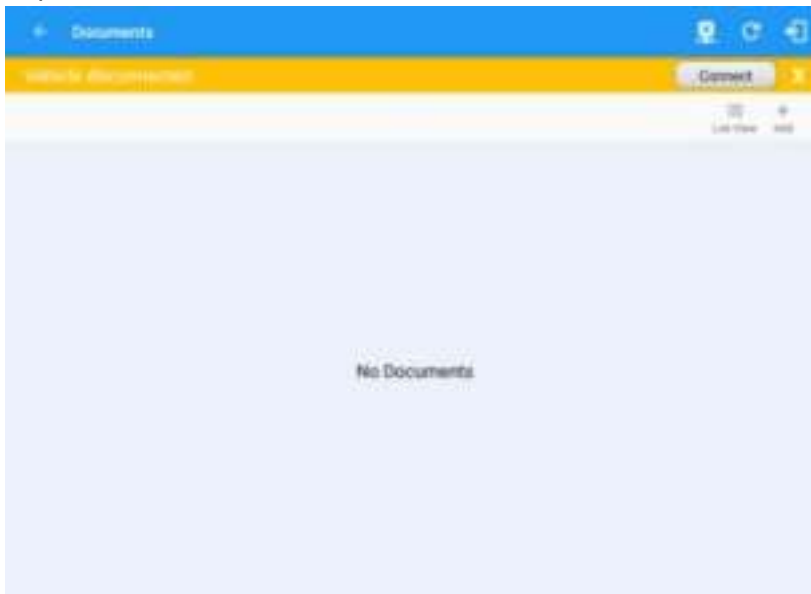 Documents
Vehicle disconnected
Connect
X
List View
Add
No Documents